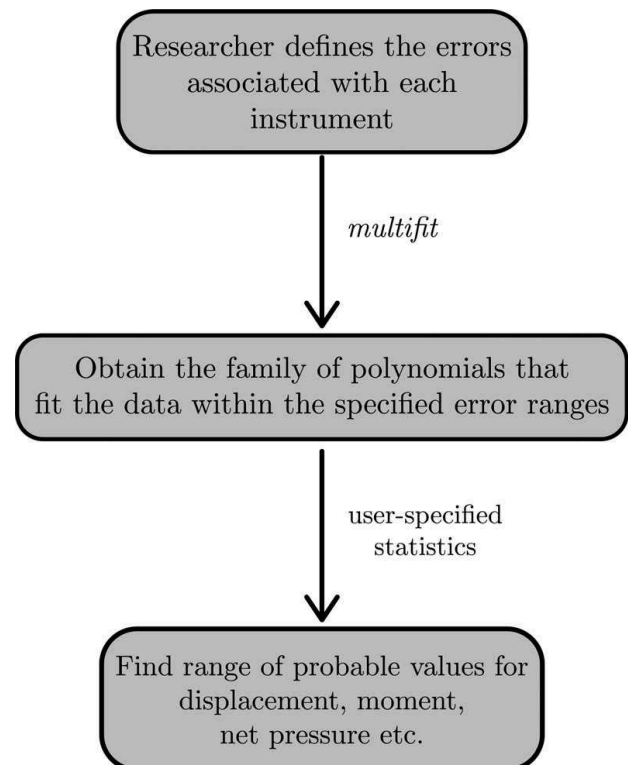 Researcher defines the errors
associated with each
instrument
multifit
Obtain the family of polynomials that
fit the data within the specified error ranges
user-specified
statistics
Find range of probable values for
displacement, moment,
net pressure etc.